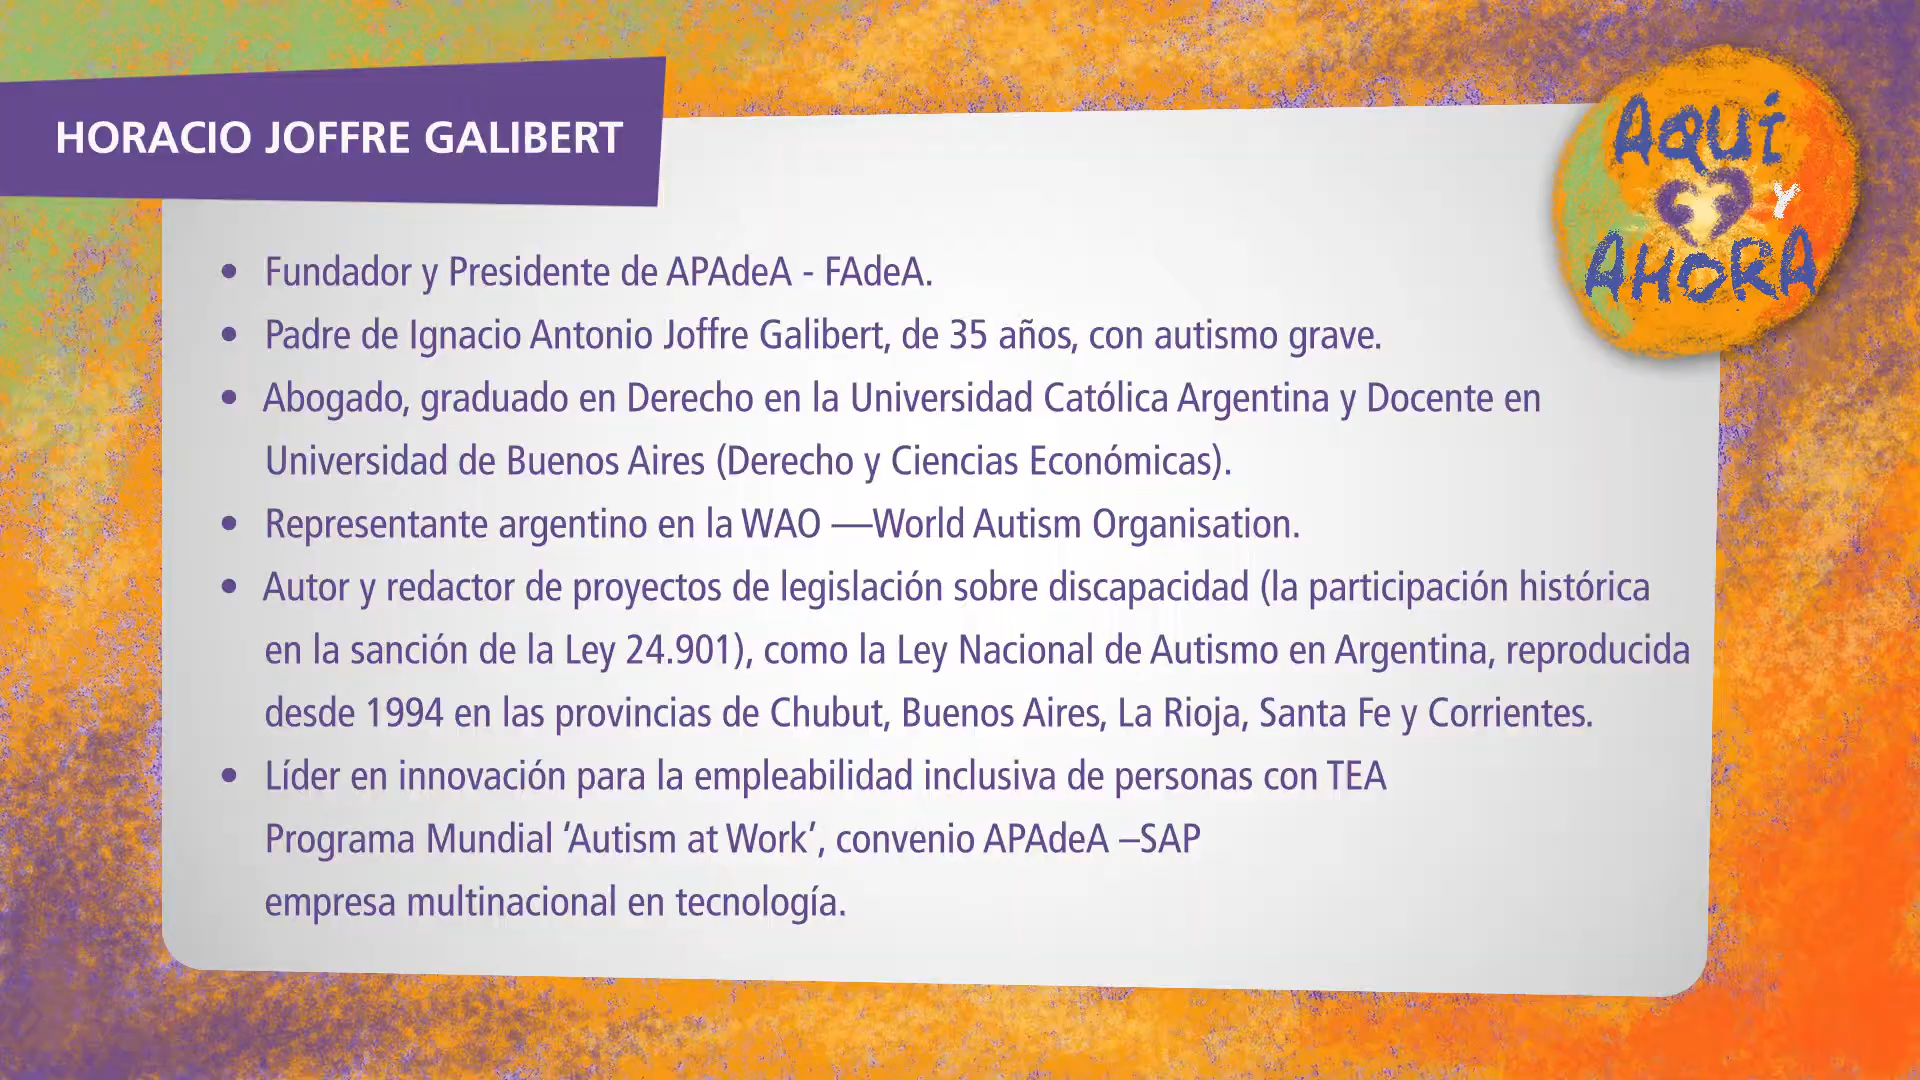 HORACIO JOFFRE GALIBERT
AQUÍ
Y
AHORA
• Fundador y Presidente de APAdeA - FAdeA.
• Padre de Ignacio Antonio Joffre Galibert, de 35 años, con autismo grave.
• Abogado, graduado en Derecho en la Universidad Católica Argentina y Docente en
Universidad de Buenos Aires (Derecho y Ciencias Económicas).
• Representante argentino en la WAO —World Autism Organisation.
• Autor y redactor de proyectos de legislación sobre discapacidad (la participación histórica
en la sanción de la Ley 24.901), como la Ley Nacional de Autismo en Argentina, reproducida
desde 1994 en las provincias de Chubut, Buenos Aires, La Rioja, Santa Fe y Corrientes.
• Líder en innovación para la empleabilidad inclusiva de personas con TEA
Programa Mundial ‘Autism at Work’, convenio APAdeA –SAP
empresa multinacional en tecnología.